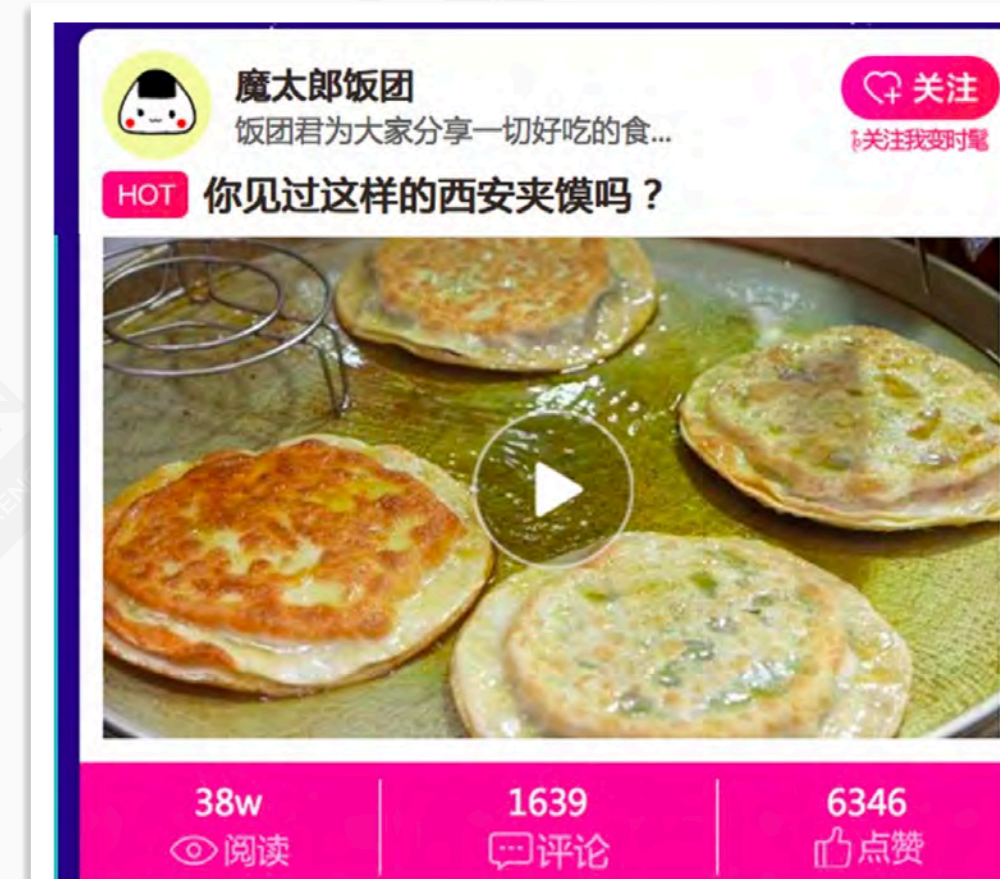 魔太郎饭团
关注
饭团君为大家分享一切好吃的食...
关注我变时髦
HOT 你见过这样的西安夹馍吗？
38w
阅读
1639
评论
6346
点赞